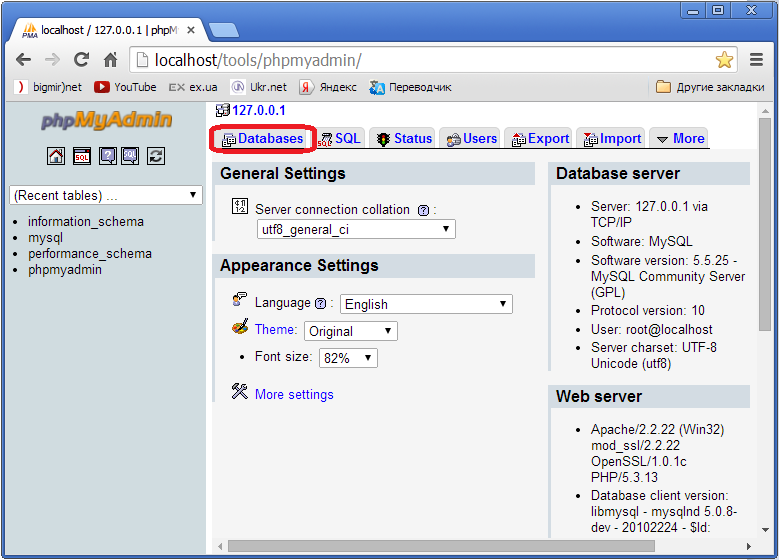 localhost / 127.0.0.1 | phpM
localhost/tools/phpmyadmin/
bigmir)net YouTube ex.ua Ukr.net Яндекс Переводчик Другие закладки
phpMyAdmin
(Recent tables) ...
information_schema
mysql
performance_schema
phpmyadmin
127.0.0.1
Databases SQL Status Users Export Import More
General Settings
Server connection collation :
utf8_general_ci
Appearance Settings
Language : English
Theme: Original
Font size: 82%
More settings
Database server
Server: 127.0.0.1 via
TCP/IP
Software: MySQL
Software version: 5.5.25 -
MySQL Community Server
(GPL)
Protocol version: 10
User: root@localhost
Server charset: UTF-8
Unicode (utf8)
Web server
Apache/2.2.22 (Win32)
mod_ssl/2.2.22
OpenSSL/1.0.1c
PHP/5.3.13
Database client version:
libmysql - mysqlnd 5.0.8-
dev - 20102224 - $Id: